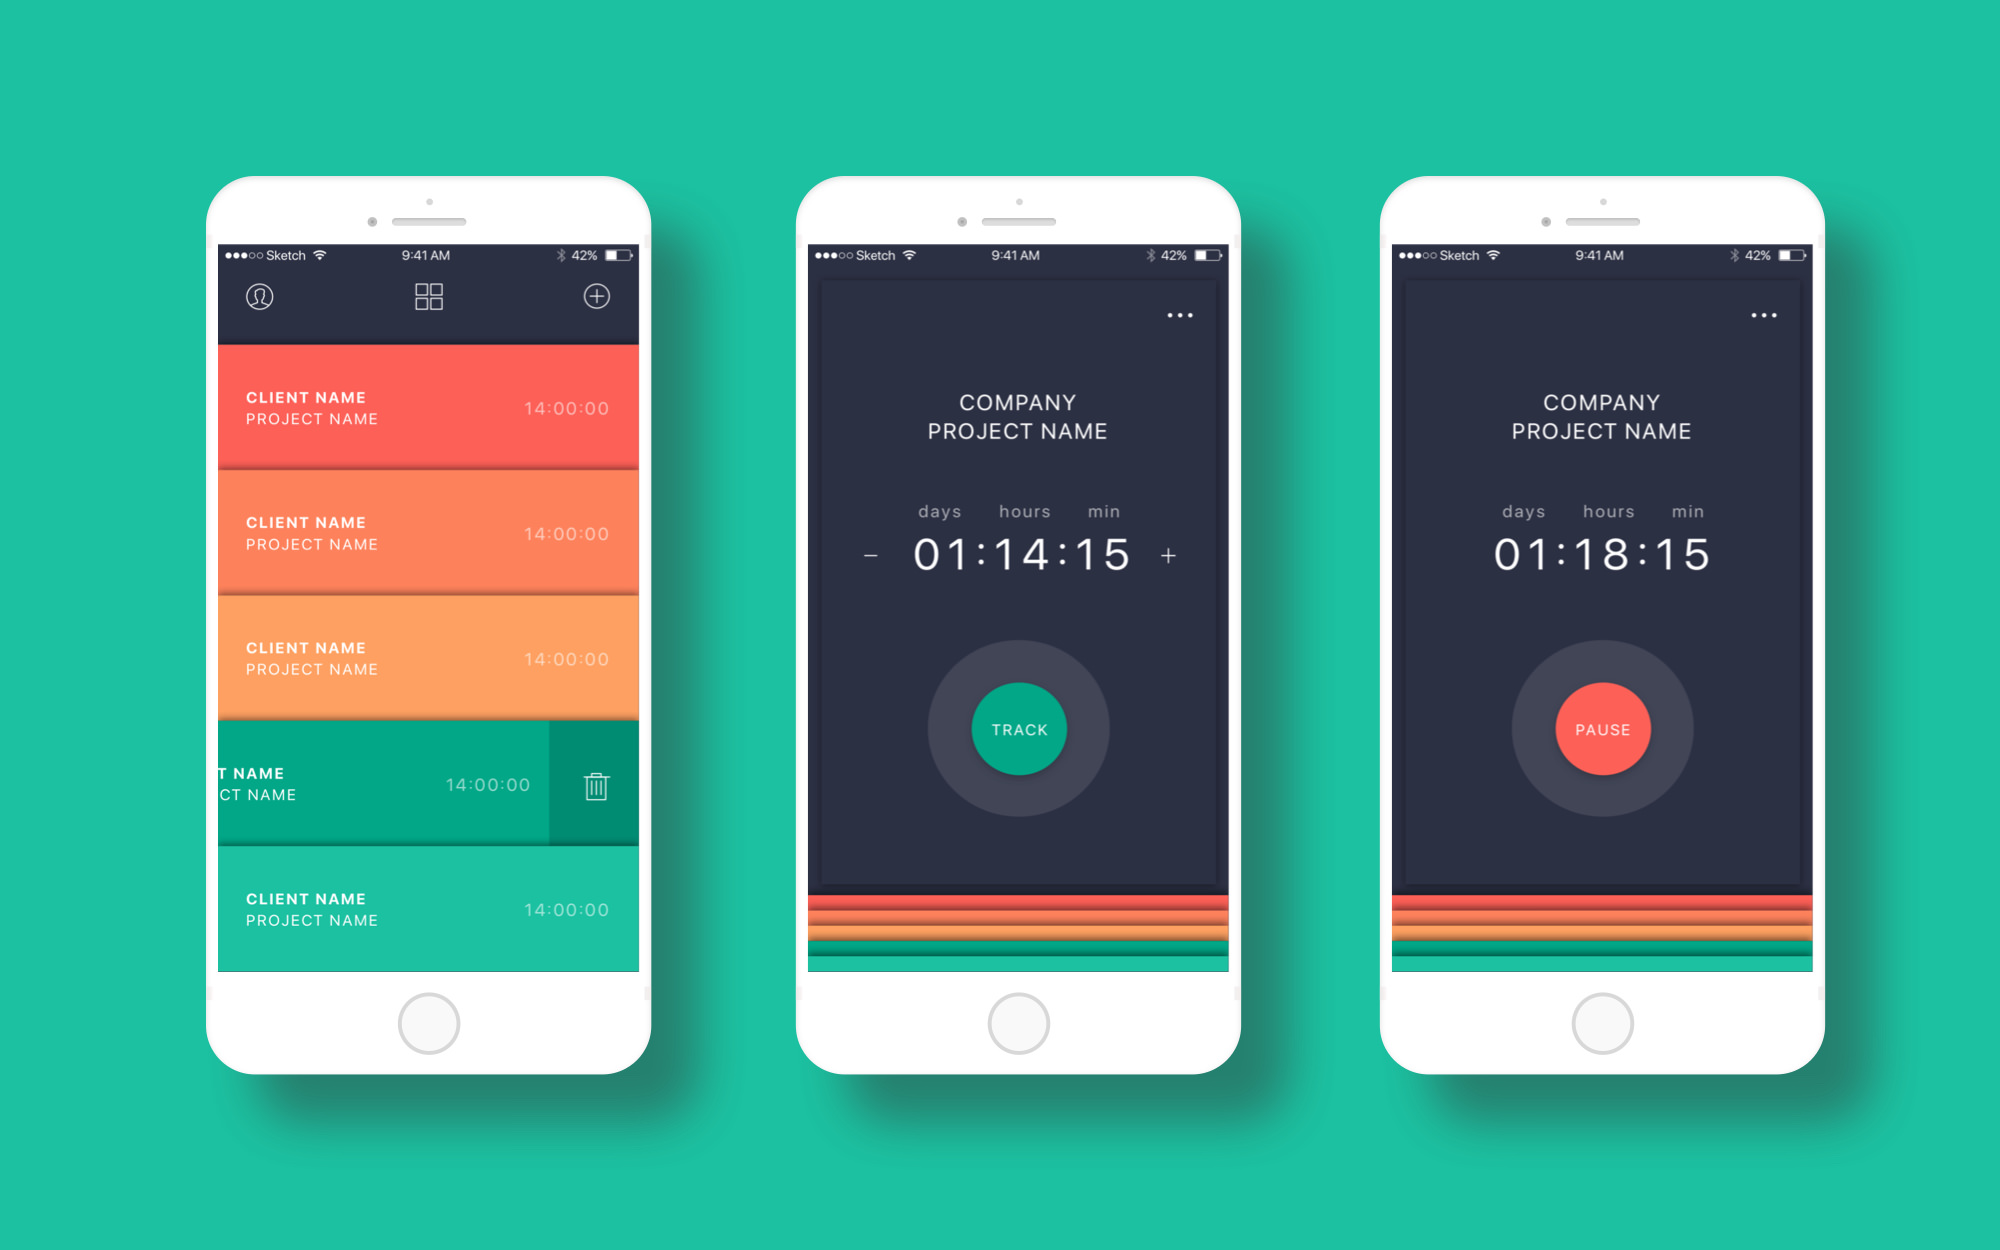 Sketch 9:41 AM 42%
CLIENT NAME
PROJECT NAME
14:00:00
CLIENT NAME
PROJECT NAME
14:00:00
CLIENT NAME
PROJECT NAME
14:00:00
T NAME
CT NAME
14:00:00
CLIENT NAME
PROJECT NAME
14:00:00
Sketch 9:41 AM 42%
COMPANY
PROJECT NAME
days hours min
− 01:14:15 +
TRACK
Sketch 9:41 AM 42%
COMPANY
PROJECT NAME
days hours min
01:18:15
PAUSE